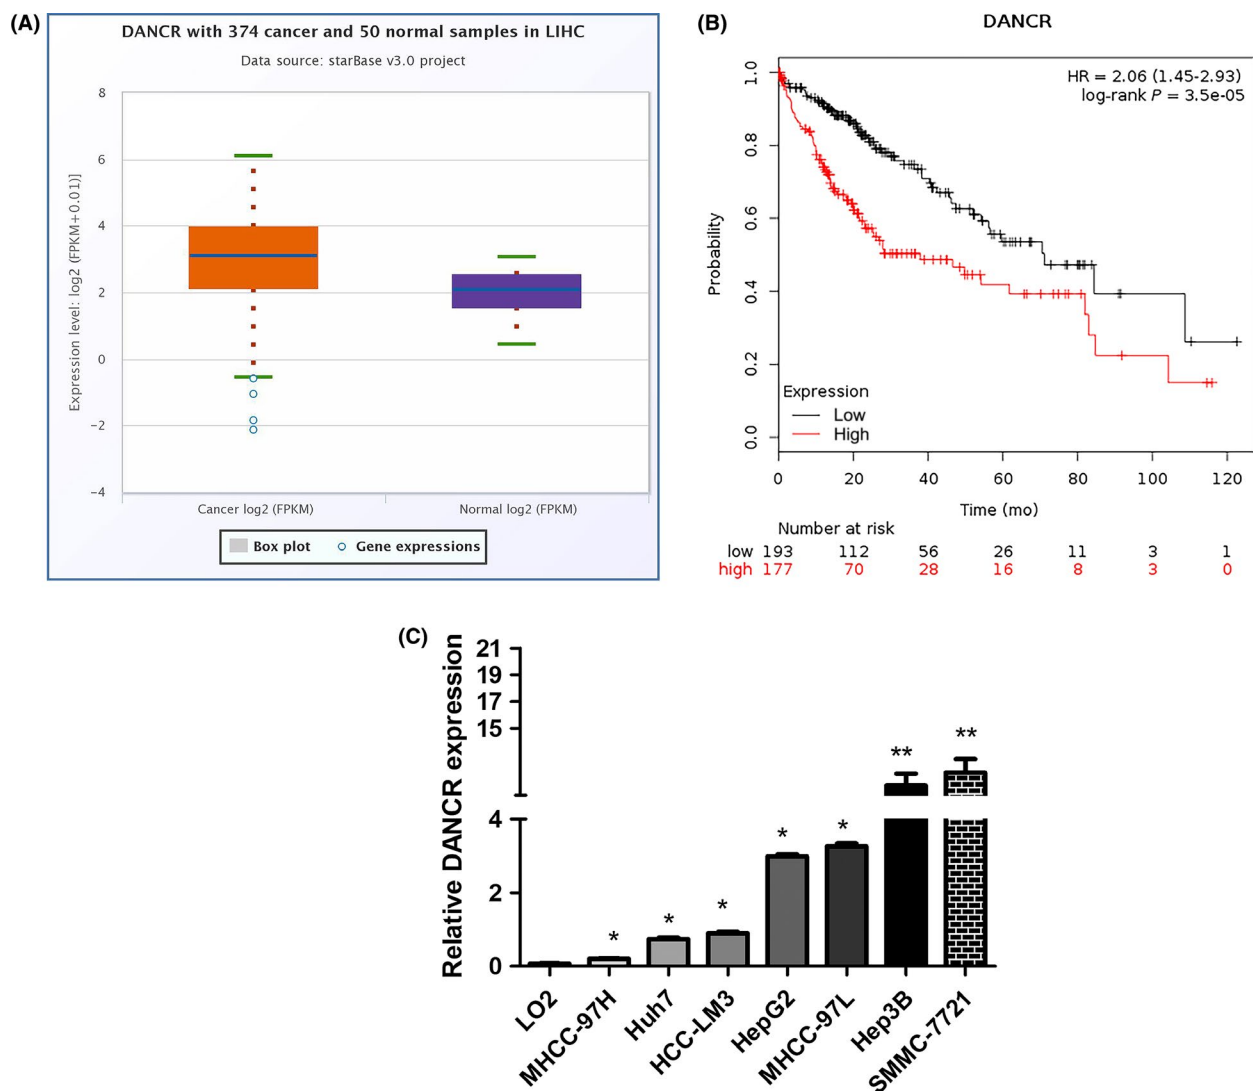 (A)
DANCR with 374 cancer and 50 normal samples in LIHC
Data source: starBase v3.0 project
Expression level: log2 (FPKM+0.01)]
8
6
4
2
0
−2
−4
Cancer log2 (FPKM)
Normal log2 (FPKM)
Box plot
Gene expressions
(B)
DANCR
HR = 2.06 (1.45-2.93)
log-rank P = 3.5e-05
Probability
1.0
0.8
0.6
0.4
0.2
0.0
Expression
Low
High
0 20 40 60 80 100 120
Time (mo)
Number at risk
low 193 112 56 26 11 3 1
high 177 70 28 16 8 3 0
(C)
Relative DANCR expression
21
19
17
15
4
2
0
* * * * * ** **
LO2
MHCC-97H
Huh7
HCC-LM3
HepG2
MHCC-97L
Hep3B
SMMC-7721